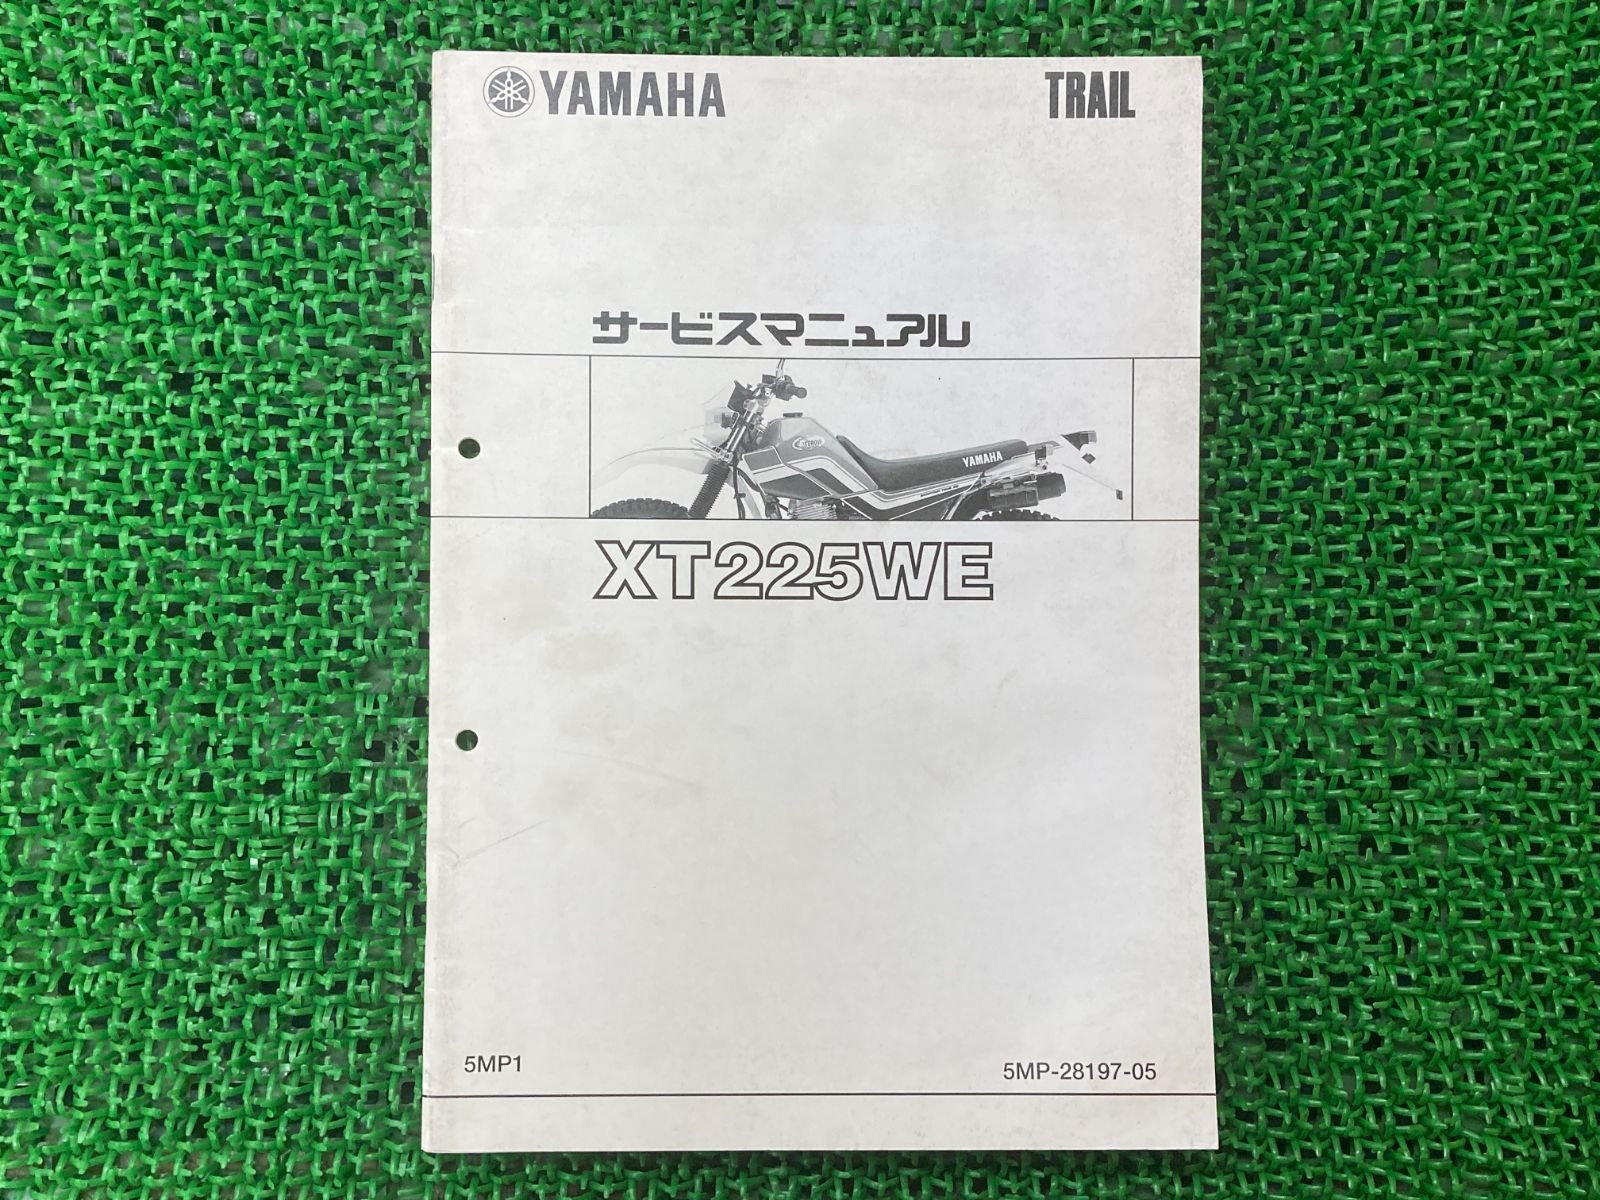 YAMAHA TRAIL
サービスマニュアル
YAMAHA
XT225WE
5MP1 5MP-28197-05